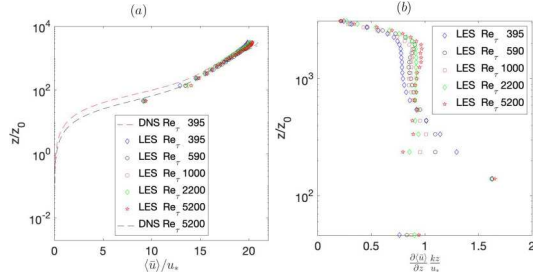 (a)
10^4
10^2
10^0
10^-2
z/z_0
DNS Re_τ 395
LES Re_τ 395
LES Re_τ 590
LES Re_τ 1000
LES Re_τ 2200
LES Re_τ 5200
DNS Re_τ 5200
0 5 10 15 20
⟨ū⟩/u_*
(b)
LES Re_τ 395
LES Re_τ 590
LES Re_τ 1000
LES Re_τ 2200
LES Re_τ 5200
10^3
10^2
z/z_0
0 0.5 1 1.5 2
∂⟨ū⟩/∂z kz/u_*